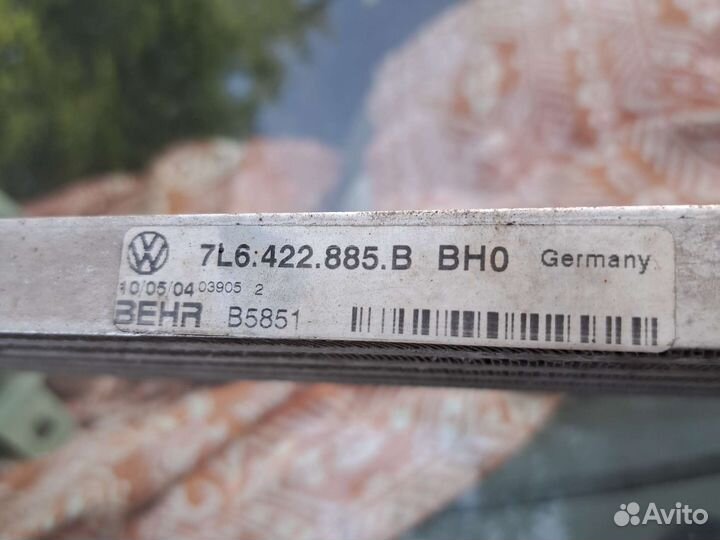 7L6.422.885.B BH0 Germany
10/05/04 03905 2
BEHR B5851
Avito